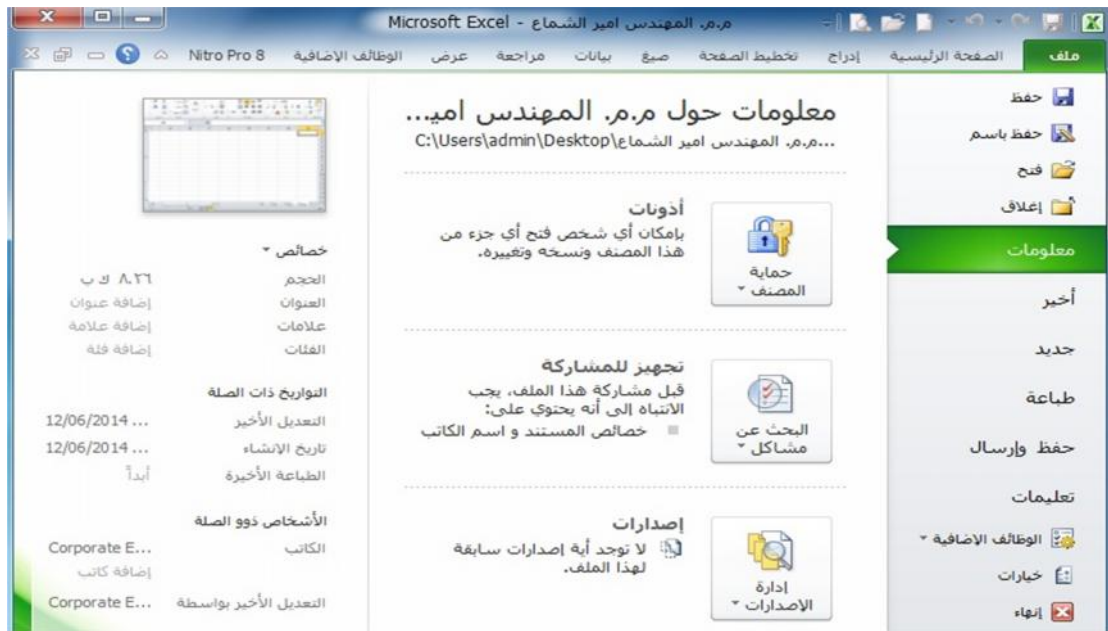 م.م. المهندس امير الشماع - Microsoft Excel
ملف الصفحة الرئيسية إدراج تخطيط الصفحة صيغ بيانات مراجعة عرض الوظائف الإضافية Nitro Pro 8
حفظ
حفظ باسم
فتح
إغلاق
معلومات
أخير
جديد
طباعة
حفظ وإرسال
تعليمات
الوظائف الإضافية
خيارات
إنهاء
معلومات حول م.م. المهندس امي...
C:\Users\admin\Desktop\م.م. المهندس امير الشماع...
حماية
المصنف
أذونات
بإمكان أي شخص فتح أي جزء من
هذا المصنف ونسخه وتغييره.
البحث عن
مشاكل
تجهيز للمشاركة
قبل مشاركة هذا الملف، يجب
الانتباه إلى أنه يحتوي على:
خصائص المستند و اسم الكاتب
إدارة
الإصدارات
إصدارات
لا توجد أية إصدارات سابقة
لهذا الملف.
خصائص
الحجم ٨،٢٦ ك ب
العنوان إضافة عنوان
علامات إضافة علامة
الفئات إضافة فئة
التواريخ ذات الصلة
التعديل الأخير 12/06/2014 ...
تاريخ الإنشاء 12/06/2014 ...
الطباعة الأخيرة أبداً
الأشخاص ذوو الصلة
الكاتب Corporate E...
إضافة كاتب
التعديل الأخير بواسطة Corporate E...